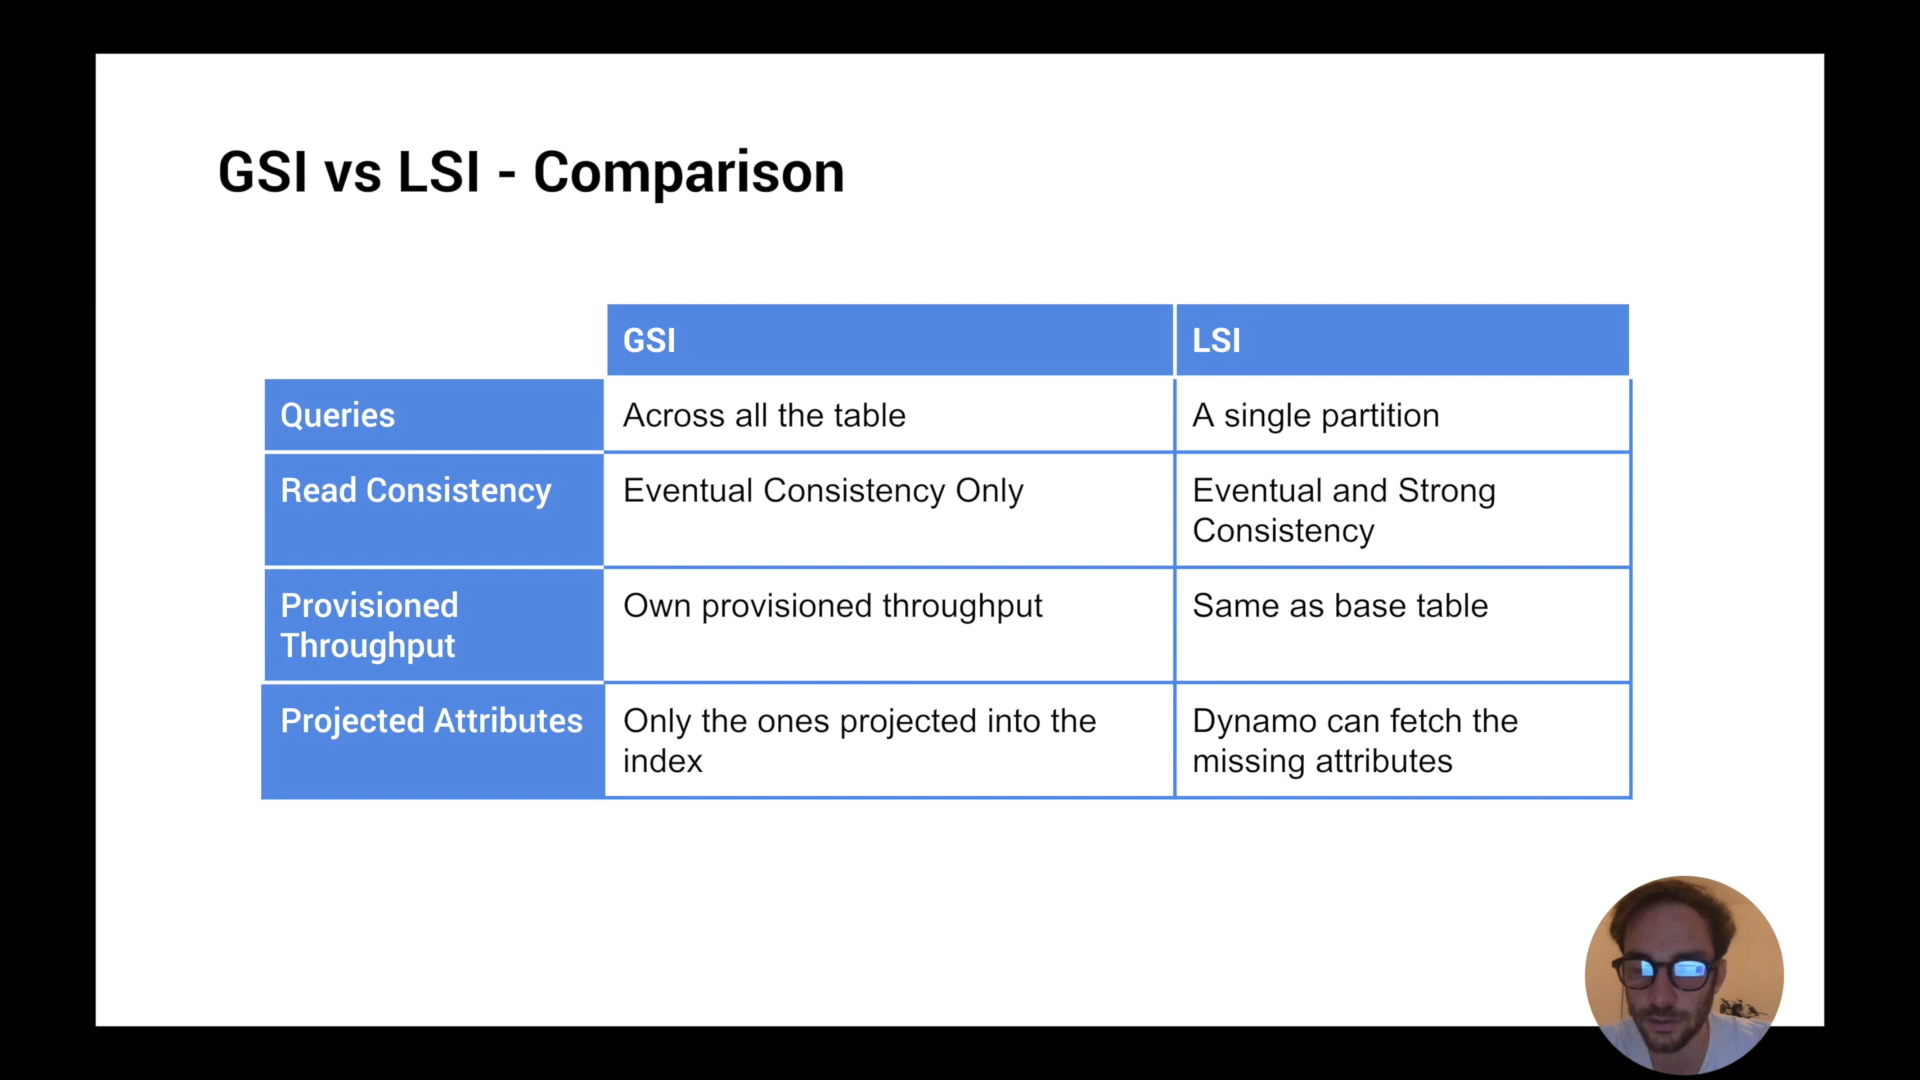 GSI vs LSI - Comparison
GSI
LSI
Queries
Across all the table
A single partition
Read Consistency
Eventual Consistency Only
Eventual and Strong
Consistency
Provisioned
Throughput
Own provisioned throughput
Same as base table
Projected Attributes
Only the ones projected into the
index
Dynamo can fetch the
missing attributes